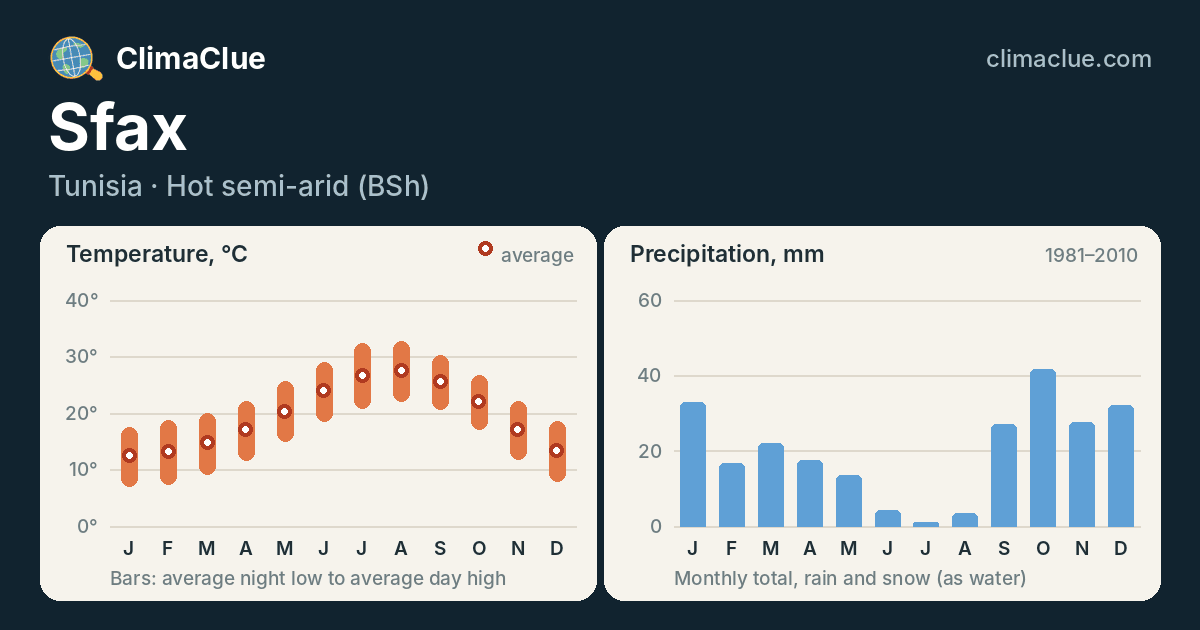 ClimaClue
climaclue.com
Sfax
Tunisia · Hot semi-arid (BSh)
Temperature, °C
average
40°
30°
20°
10°
0°
J F M A M J J A S O N D
Bars: average night low to average day high
Precipitation, mm
1981–2010
60
40
20
0
J F M A M J J A S O N D
Monthly total, rain and snow (as water)